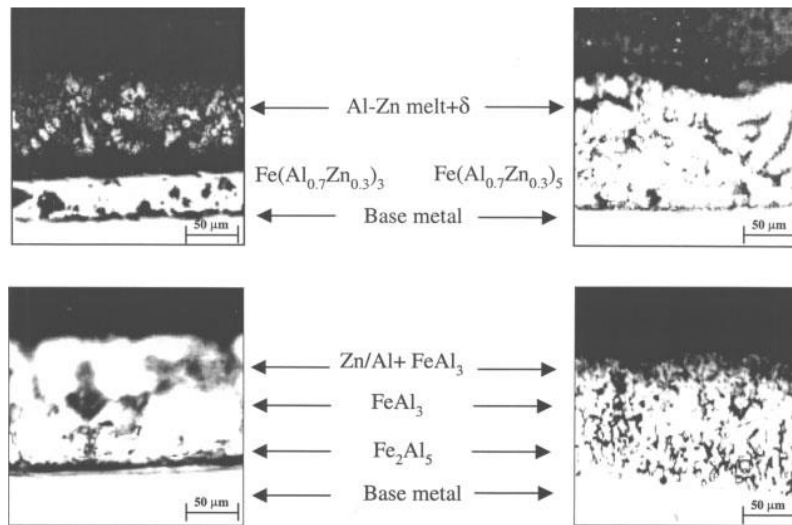 Al-Zn melt+δ
Fe(Al₀.₇Zn₀.₃)₃ Fe(Al₀.₇Zn₀.₃)₅
Base metal
50 μm 50 μm
Zn/Al+ FeAl₃
FeAl₃
Fe₂Al₅
Base metal
50 μm 50 μm